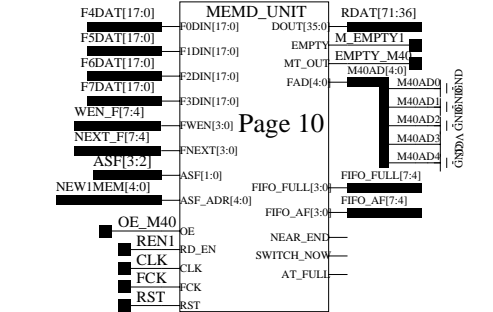 MEMD_UNIT
F4DAT[17:0]
F0DIN[17:0]
F5DAT[17:0]
F1DIN[17:0]
F6DAT[17:0]
F2DIN[17:0]
F7DAT[17:0]
F3DIN[17:0]
WEN_F[7:4]
FWEN[3:0]
NEXT_F[7:4]
FNEXT[3:0]
ASF[3:2]
ASF[1:0]
NEW1MEM[4:0]
ASF_ADR[4:0]
OE_M40
OE
REN1
RD_EN
CLK
CLK
FCK
FCK
RST
RST
Page 10
RDAT[71:36]
DOUT[35:0]
M_EMPTY1
EMPTY
EMPTY_M40
MT_OUT
M40AD[4:0]
FAD[4:0]
M40AD0
M40AD1
M40AD2
M40AD3
M40AD4
GND
FIFO_FULL[7:4]
FIFO_FULL[3:0]
FIFO_AF[7:4]
FIFO_AF[3:0]
NEAR_END
SWITCH_NOW
AT_FULL